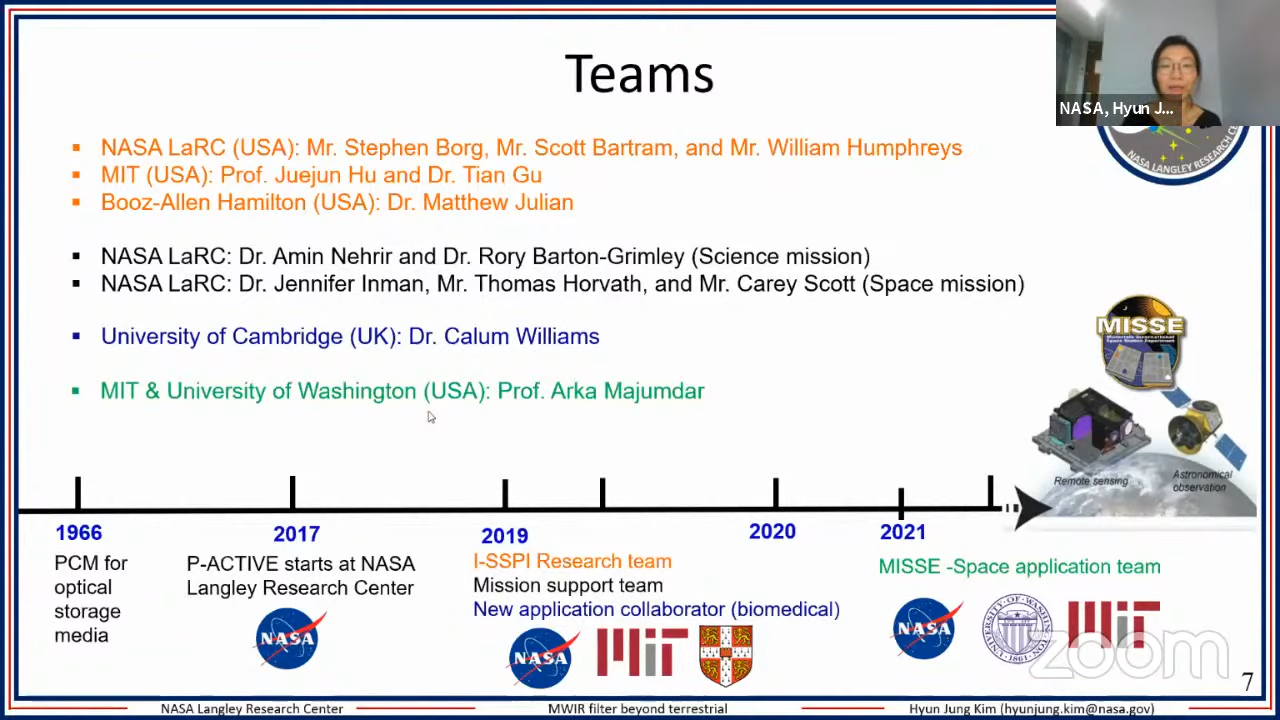 Teams
NASA, Hyun J...
NASA LANGLEY RESEARCH CE
▪ NASA LaRC (USA): Mr. Stephen Borg, Mr. Scott Bartram, and Mr. William Humphreys
▪ MIT (USA): Prof. Juejun Hu and Dr. Tian Gu
▪ Booz-Allen Hamilton (USA): Dr. Matthew Julian
▪ NASA LaRC: Dr. Amin Nehrir and Dr. Rory Barton-Grimley (Science mission)
▪ NASA LaRC: Dr. Jennifer Inman, Mr. Thomas Horvath, and Mr. Carey Scott (Space mission)
▪ University of Cambridge (UK): Dr. Calum Williams
▪ MIT & University of Washington (USA): Prof. Arka Majumdar
MISSE
Remote sensing
Astronomical
observation
1966
PCM for
optical
storage
media
2017
P-ACTIVE starts at NASA
Langley Research Center
NASA
2019
I-SSPI Research team
Mission support team
New application collaborator (biomedical)
NASA MIT
2020
2021
MISSE -Space application team
NASA MIT
1861
zoom
7
NASA Langley Research Center
MWIR filter beyond terrestrial
Hyun Jung Kim (hyunjung.kim@nasa.gov)